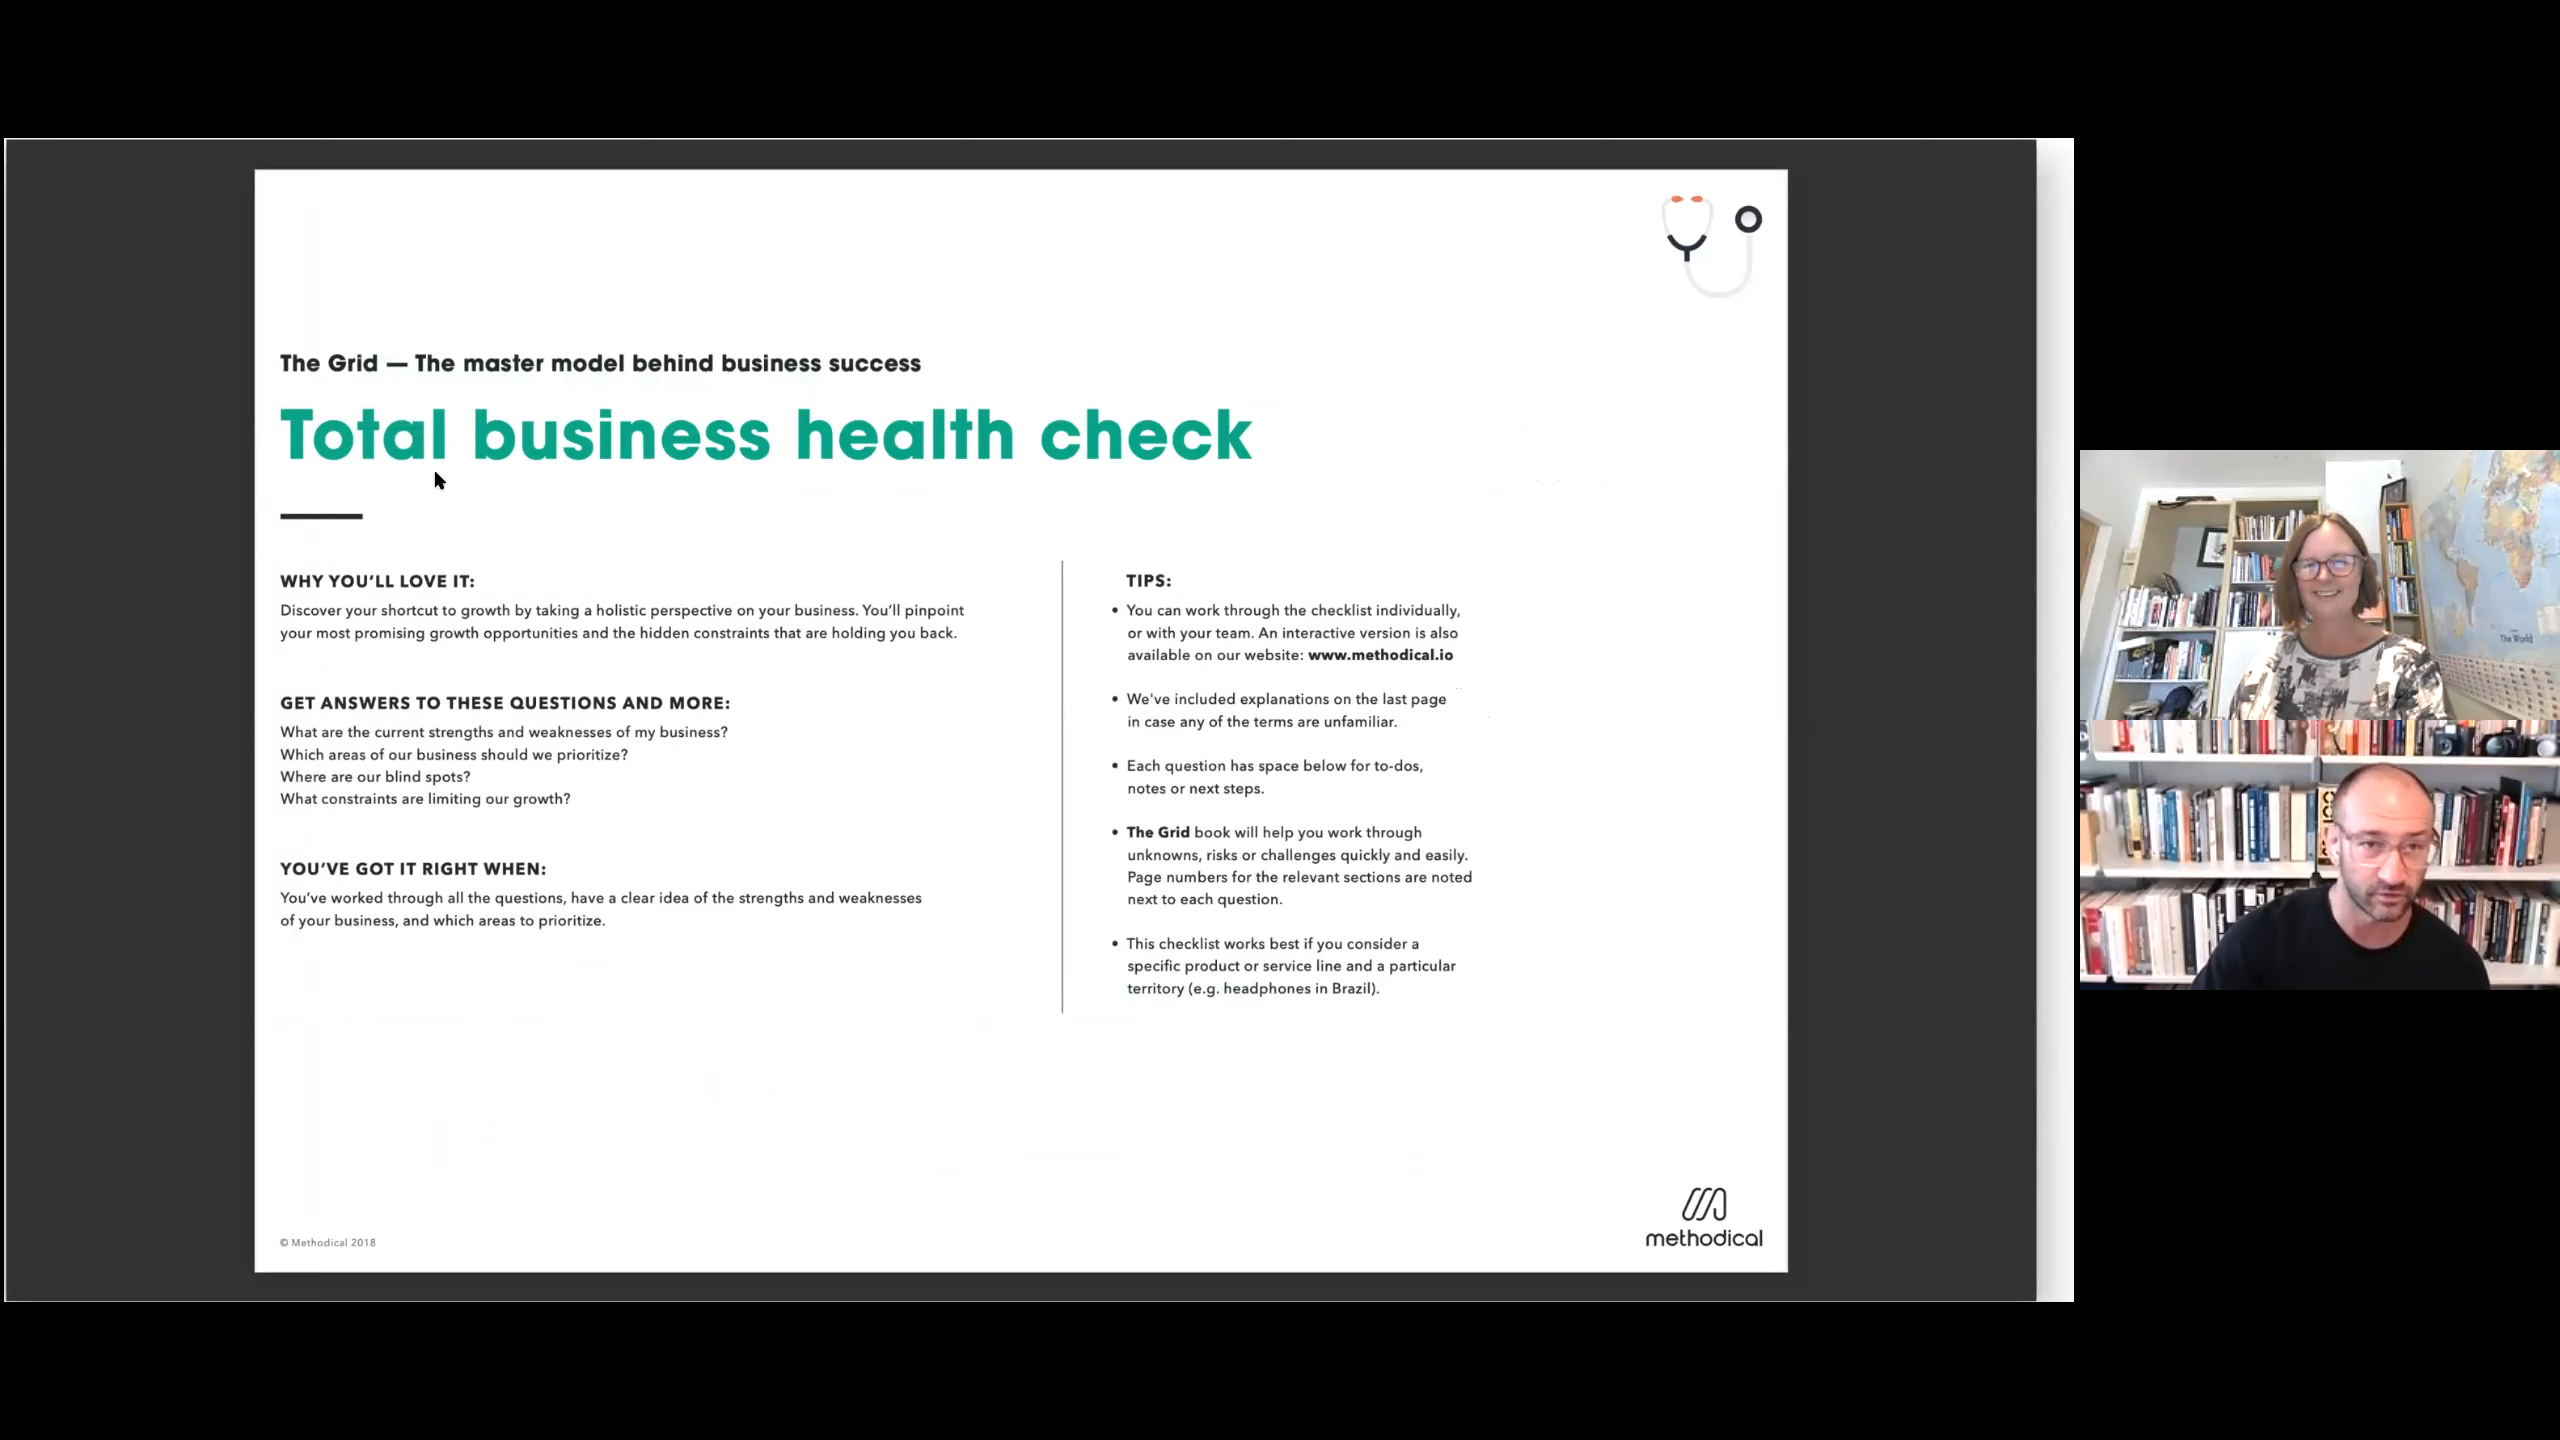 The Grid — The master model behind business success
Total business health check
WHY YOU’LL LOVE IT:
Discover your shortcut to growth by taking a holistic perspective on your business. You’ll pinpoint
your most promising growth opportunities and the hidden constraints that are holding you back.
GET ANSWERS TO THESE QUESTIONS AND MORE:
What are the current strengths and weaknesses of my business?
Which areas of our business should we prioritize?
Where are our blind spots?
What constraints are limiting our growth?
YOU’VE GOT IT RIGHT WHEN:
You’ve worked through all the questions, have a clear idea of the strengths and weaknesses
of your business, and which areas to prioritize.
TIPS:
• You can work through the checklist individually,
or with your team. An interactive version is also
available on our website: www.methodical.io
• We've included explanations on the last page
in case any of the terms are unfamiliar.
• Each question has space below for to-dos,
notes or next steps.
• The Grid book will help you work through
unknowns, risks or challenges quickly and easily.
Page numbers for the relevant sections are noted
next to each question.
• This checklist works best if you consider a
specific product or service line and a particular
territory (e.g. headphones in Brazil).
© Methodical 2018
methodical
The World